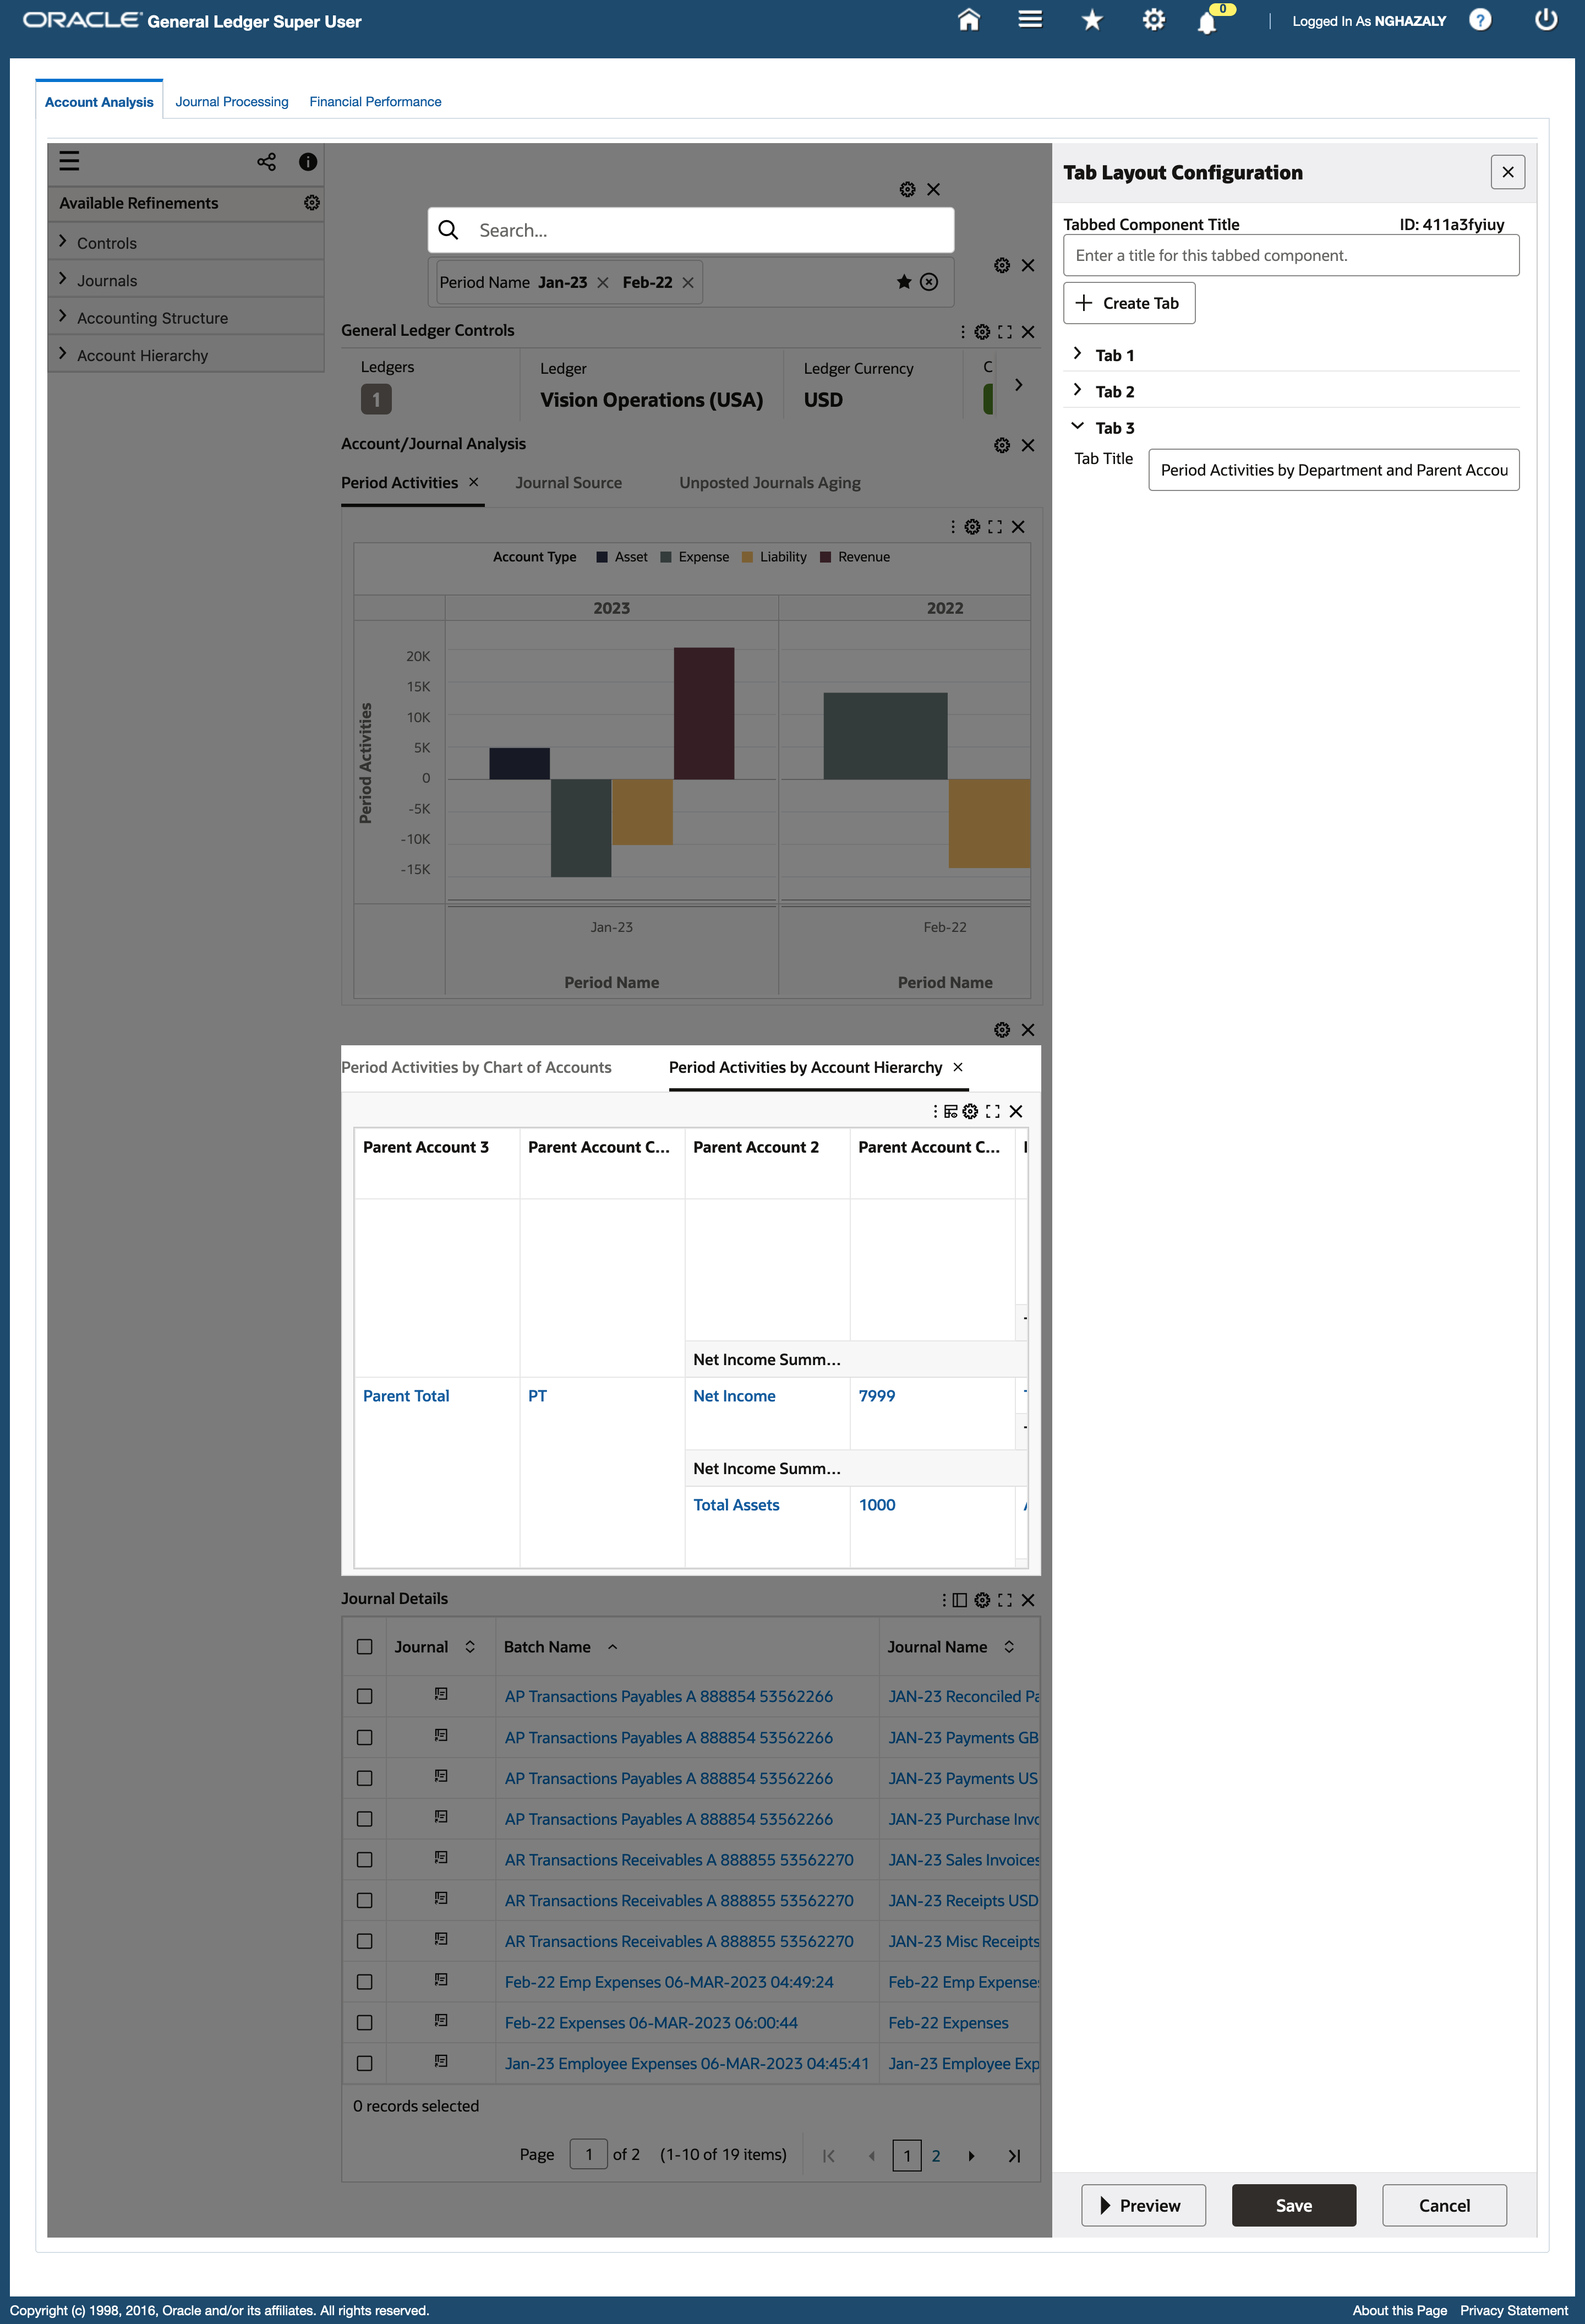 ORACLE General Ledger Super User
0
Logged In As NGHAZALY
Account Analysis Journal Processing Financial Performance
Available Refinements
Controls
Journals
Accounting Structure
Account Hierarchy
Search...
Period Name Jan-23 Feb-22
General Ledger Controls
Ledgers Ledger Ledger Currency C
1 Vision Operations (USA) USD
Account/Journal Analysis
Period Activities Journal Source Unposted Journals Aging
Account Type Asset Expense Liability Revenue
2023 2022
Period Activities
20K
15K
10K
5K
0
-5K
-10K
-15K
Jan-23 Feb-22
Period Name Period Name
Period Activities by Chart of Accounts Period Activities by Account Hierarchy
Parent Account 3 Parent Account C... Parent Account 2 Parent Account C...
Net Income Summ...
Parent Total PT Net Income 7999
Net Income Summ...
Total Assets 1000
Journal Details
Journal Batch Name Journal Name
AP Transactions Payables A 888854 53562266 JAN-23 Reconciled Pa
AP Transactions Payables A 888854 53562266 JAN-23 Payments GB
AP Transactions Payables A 888854 53562266 JAN-23 Payments US
AP Transactions Payables A 888854 53562266 JAN-23 Purchase Invo
AR Transactions Receivables A 888855 53562270 JAN-23 Sales Invoices
AR Transactions Receivables A 888855 53562270 JAN-23 Receipts USD
AR Transactions Receivables A 888855 53562270 JAN-23 Misc Receipts
Feb-22 Emp Expenses 06-MAR-2023 04:49:24 Feb-22 Emp Expenses
Feb-22 Expenses 06-MAR-2023 06:00:44 Feb-22 Expenses
Jan-23 Employee Expenses 06-MAR-2023 04:45:41 Jan-23 Employee Exp
0 records selected
Page 1 of 2 (1-10 of 19 items) 1 2
Tab Layout Configuration
Tabbed Component Title ID: 411a3fyiuy
Enter a title for this tabbed component.
Create Tab
Tab 1
Tab 2
Tab 3
Tab Title Period Activities by Department and Parent Accou
Preview Save Cancel
Copyright (c) 1998, 2016, Oracle and/or its affiliates. All rights reserved.
About this Page Privacy Statement